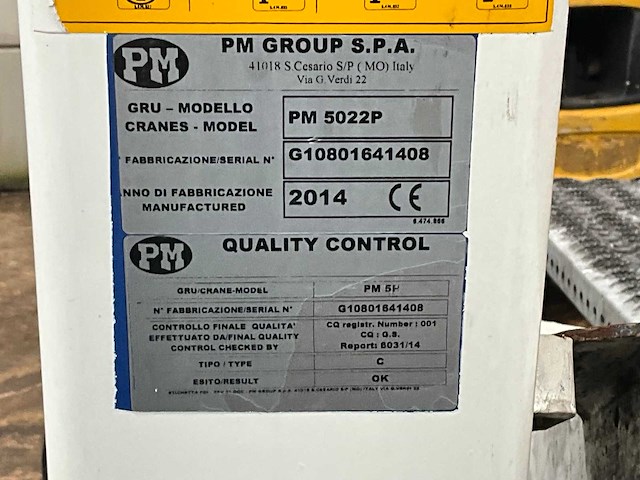 PM
PM GROUP S.P.A.
41018 S.Cesario S/P ( MO) Italy
Via G.Verdi 22
GRU – MODELLO
CRANES - MODEL
PM 5022P
FABBRICAZIONE/SERIAL N°
G10801641408
NNO DI FABBRICAZIONE
MANUFACTURED
2014 CE
PM
QUALITY CONTROL
GRU/CRANE-MODEL
PM 5P
N° FABBRICAZIONE/SERIAL N°
G10801641408
CONTROLLO FINALE QUALITA'
EFFETTUATO DA/FINAL QUALITY
CONTROL CHECKED BY
CQ registr. Number : 001
CQ : G.S.
Report: 6031/14
TIPO / TYPE
C
ESITO/RESULT
OK